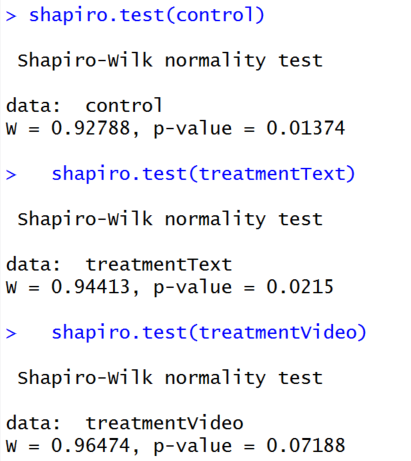 > shapiro.test(control)
Shapiro-Wilk normality test
data:  control
W = 0.92788, p-value = 0.01374
>   shapiro.test(treatmentText)
Shapiro-Wilk normality test
data:  treatmentText
W = 0.94413, p-value = 0.0215
>   shapiro.test(treatmentVideo)
Shapiro-Wilk normality test
data:  treatmentVideo
W = 0.96474, p-value = 0.07188